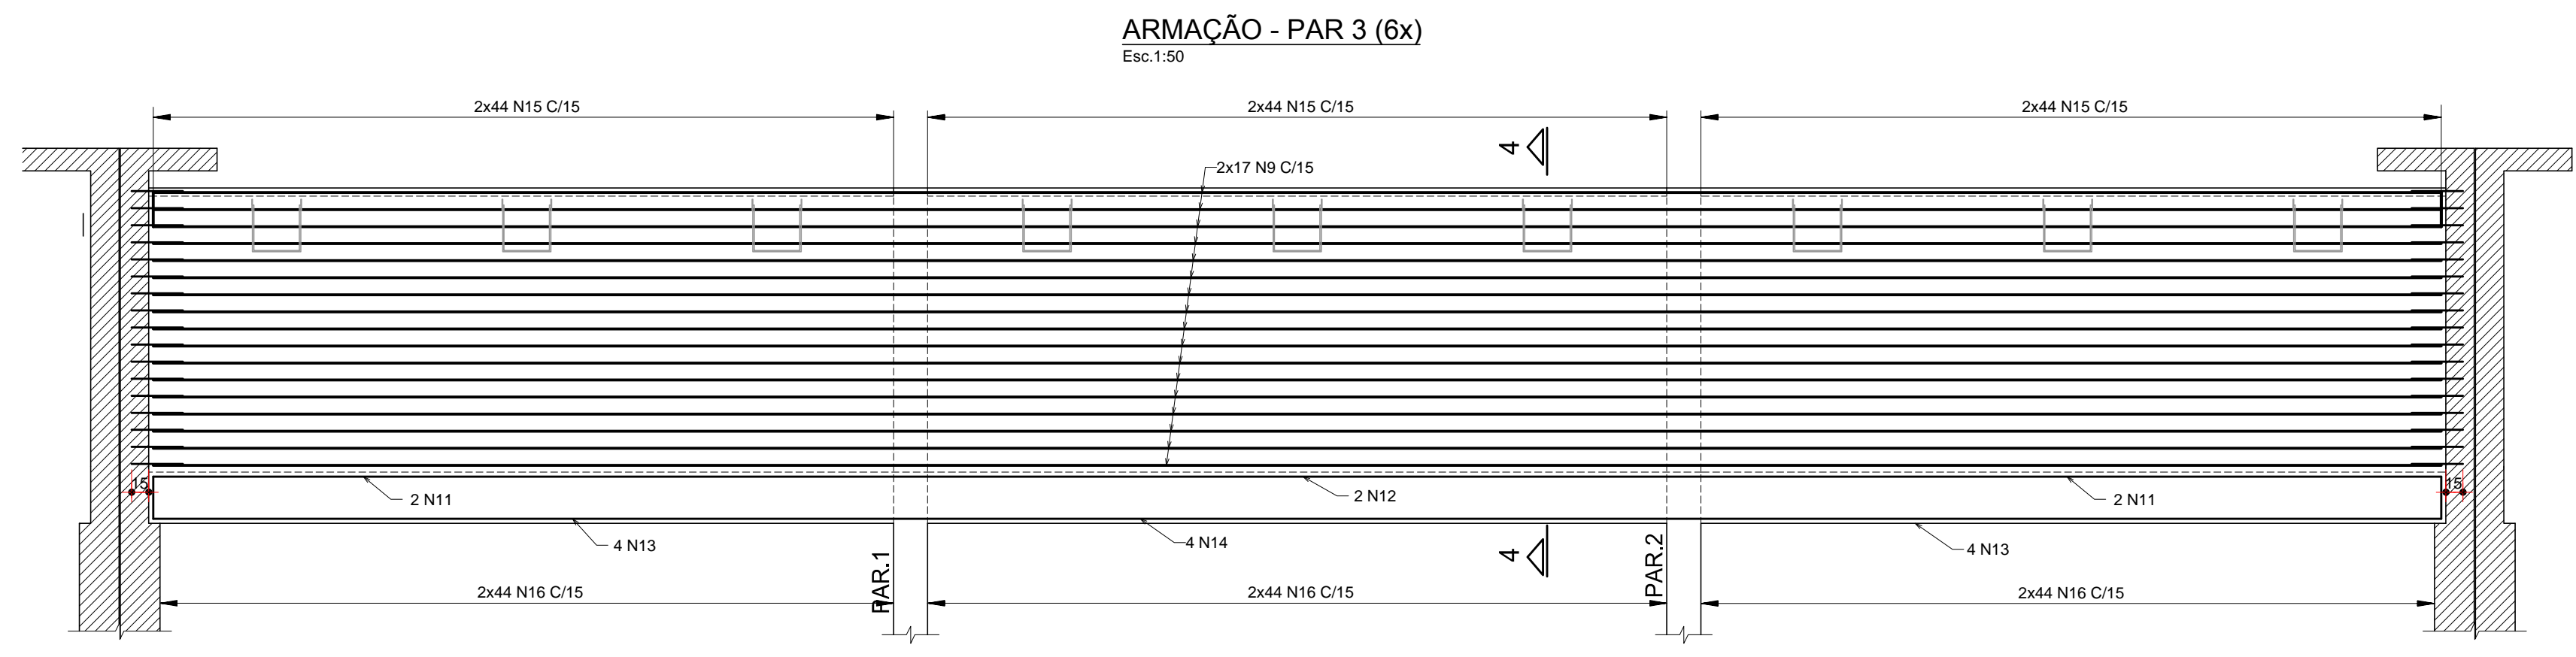 ARMAÇÃO - PAR 3 (6x)
Esc.1:50
2x44 N15 C/15
2x44 N15 C/15
2x44 N15 C/15
4
2x17 N9 C/15
15
15
2 N11
2 N12
2 N11
4 N13
4 N14
4
4 N13
PAR.1
PAR.2
2x44 N16 C/15
2x44 N16 C/15
2x44 N16 C/15